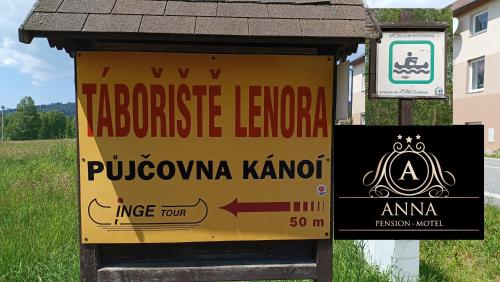 TÁBOŘIŠTĚ LENORA
PŮJČOVNA KÁNOÍ
INGE TOUR
50 m
A
ANNA
PENSION - MOTEL